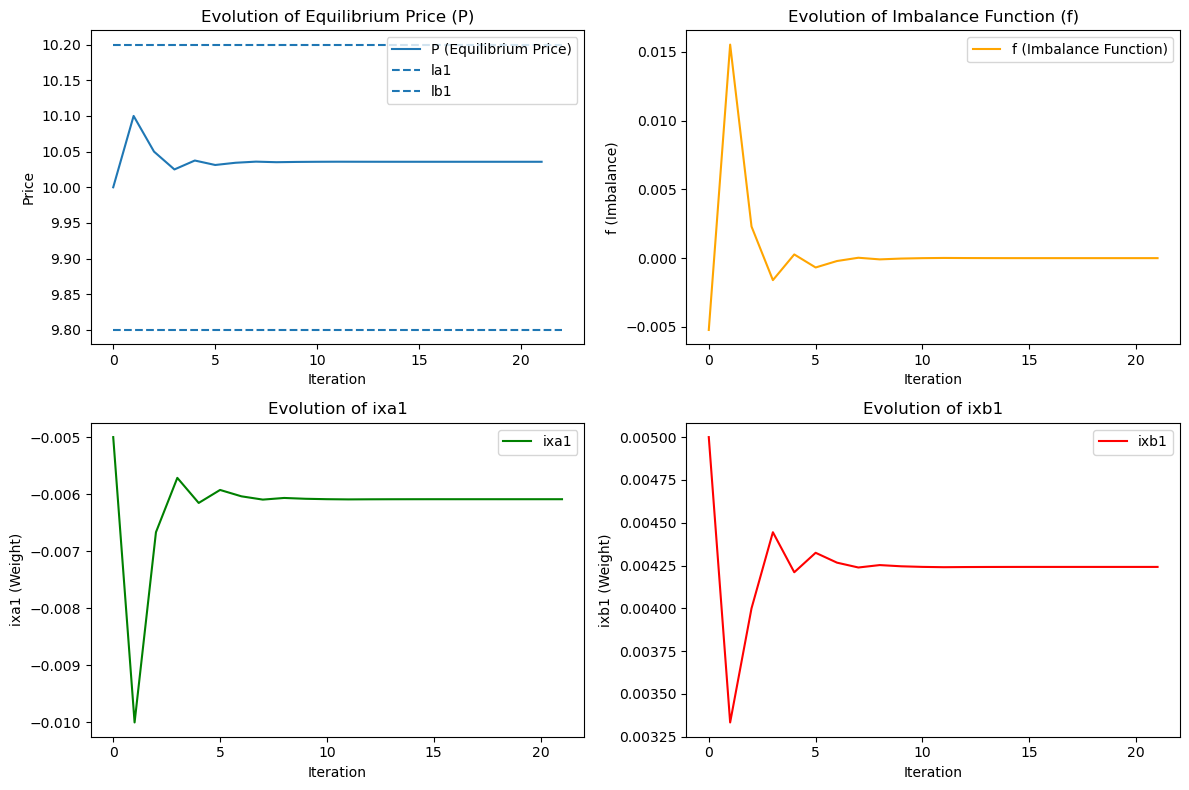 Evolution of Equilibrium Price (P)
10.20
10.15
10.10
10.05
10.00
9.95
9.90
9.85
9.80
Price
P (Equilibrium Price)
la1
lb1
0 5 10 15 20
Iteration
Evolution of Imbalance Function (f)
0.015
0.010
0.005
0.000
−0.005
f (Imbalance)
f (Imbalance Function)
0 5 10 15 20
Iteration
Evolution of ixa1
−0.005
−0.006
−0.007
−0.008
−0.009
−0.010
ixa1 (Weight)
ixa1
0 5 10 15 20
Iteration
Evolution of ixb1
0.00500
0.00475
0.00450
0.00425
0.00400
0.00375
0.00350
0.00325
ixb1 (Weight)
ixb1
0 5 10 15 20
Iteration